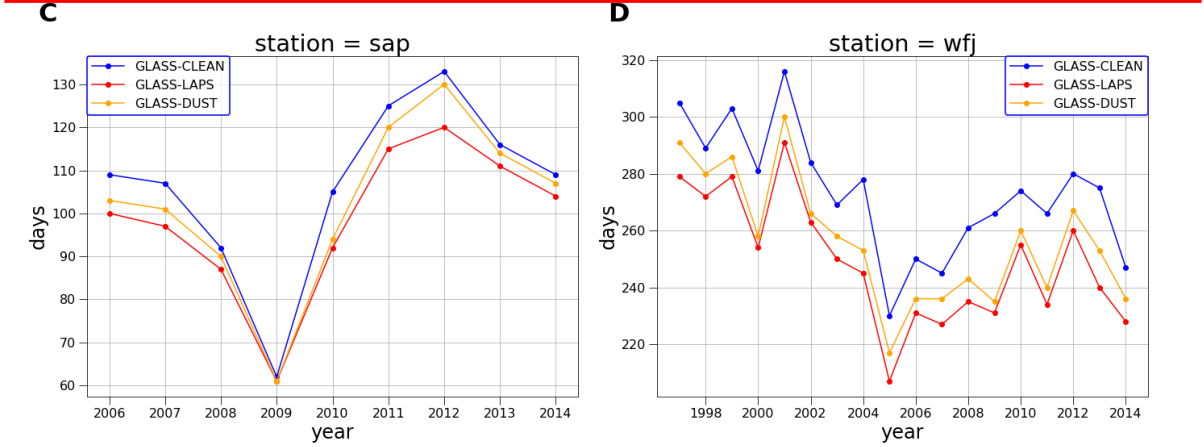 C
station = sap
GLASS-CLEAN
GLASS-LAPS
GLASS-DUST
130
120
110
100
90
80
70
60
days
2006 2007 2008 2009 2010 2011 2012 2013 2014
year
D
station = wfj
GLASS-CLEAN
GLASS-LAPS
GLASS-DUST
320
300
280
260
240
220
days
1998 2000 2002 2004 2006 2008 2010 2012 2014
year